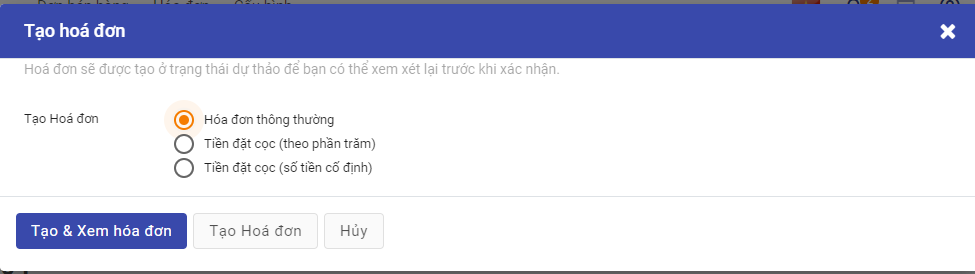 Tạo hoá đơn
Hoá đơn sẽ được tạo ở trạng thái dự thảo để bạn có thể xem xét lại trước khi xác nhận.
Tạo Hoá đơn
Hóa đơn thông thường
Tiền đặt cọc (theo phần trăm)
Tiền đặt cọc (số tiền cố định)
Tạo & Xem hóa đơn Tạo Hoá đơn Hủy